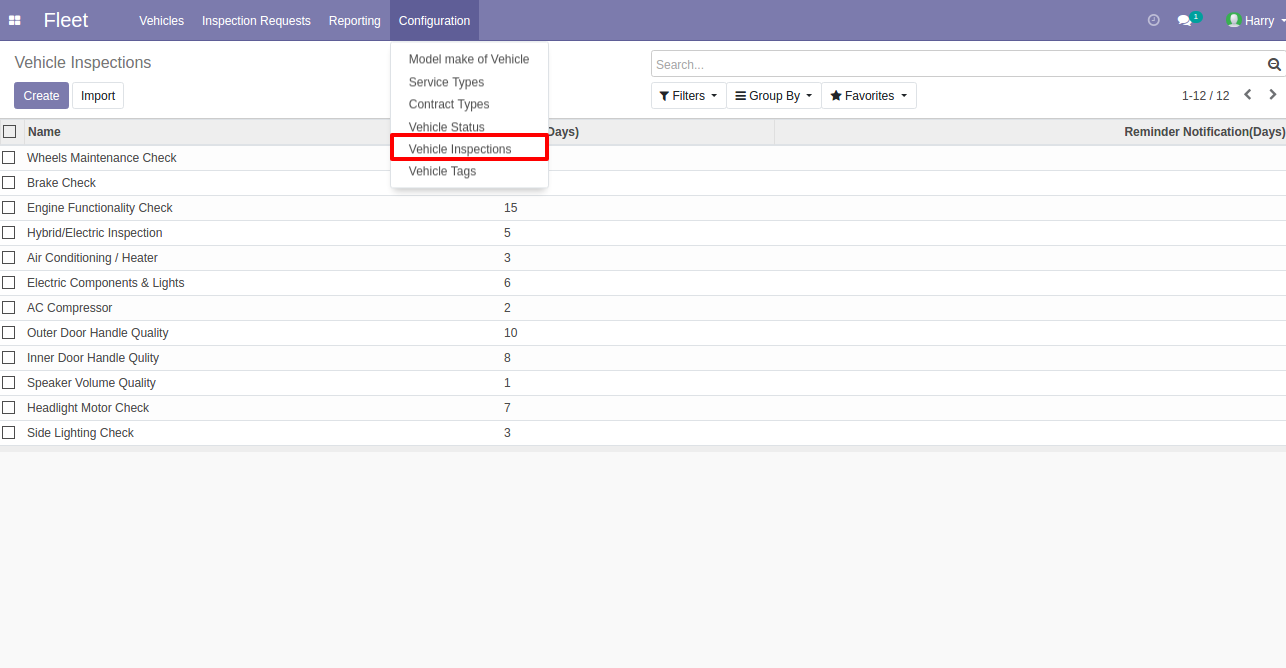 Fleet Vehicles Inspection Requests Reporting Configuration 1 Harry
Vehicle Inspections
Search...
Create Import
Filters Group By Favorites 1-12 / 12
Model make of Vehicle
Service Types
Contract Types
Vehicle Status
Vehicle Inspections
Vehicle Tags
Name Days) Reminder Notification(Days)
Wheels Maintenance Check
Brake Check
Engine Functionality Check 15
Hybrid/Electric Inspection 5
Air Conditioning / Heater 3
Electric Components & Lights 6
AC Compressor 2
Outer Door Handle Quality 10
Inner Door Handle Qulity 8
Speaker Volume Quality 1
Headlight Motor Check 7
Side Lighting Check 3